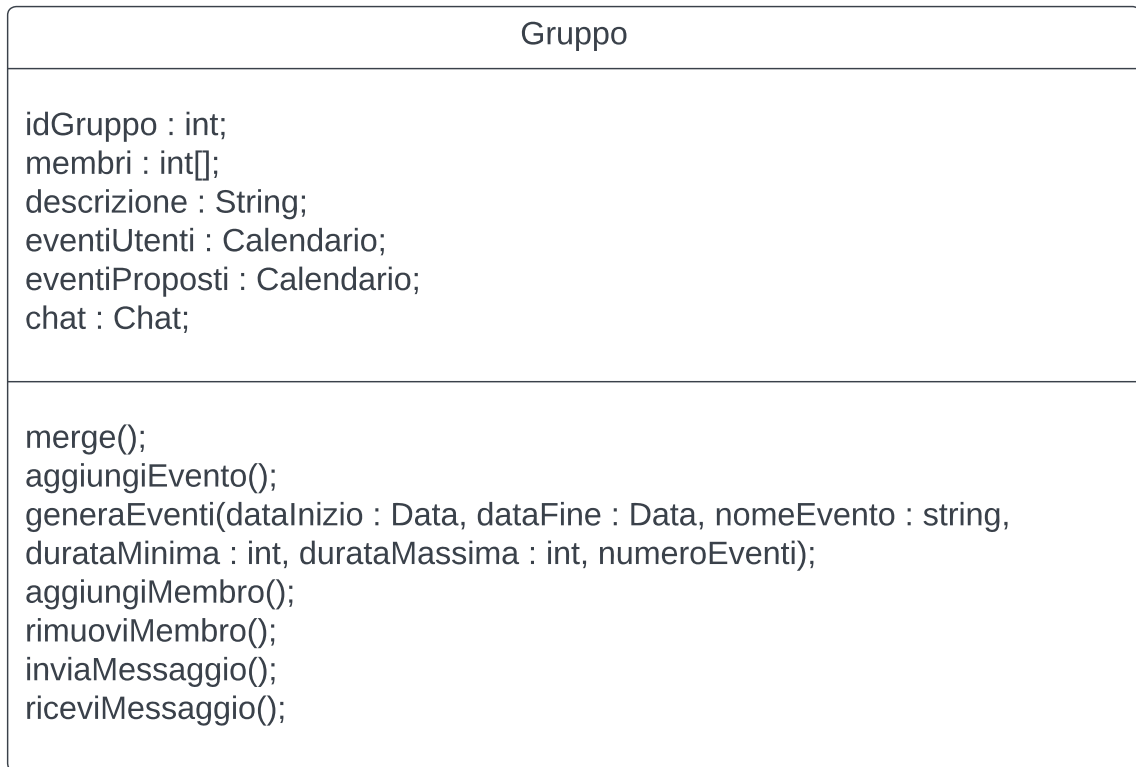 Gruppo
idGruppo : int;
membri : int[];
descrizione : String;
eventiUtenti : Calendario;
eventiProposti : Calendario;
chat : Chat;
merge();
aggiungiEvento();
generaEventi(dataInizio : Data, dataFine : Data, nomeEvento : string,
durataMinima : int, durataMassima : int, numeroEventi);
aggiungiMembro();
rimuoviMembro();
inviaMessaggio();
riceviMessaggio();